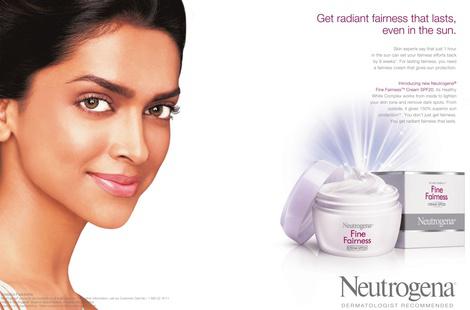 Get radiant fairness that lasts,
even in the sun.
Skin experts say that just 1 hour
in the sun can set your fairness efforts back
by 8 weeks*. For lasting fairness, you need
a fairness cream that gives sun protection.
Introducing new Neutrogena®
Fine Fairness™ Cream SPF20. Its Healthy
White Complex works from inside to lighten
your skin tone and remove dark spots. From
outside, it gives 100% superior sun
protection**. You don't just get fairness.
You get radiant fairness that lasts.
Neutrogena®
Fine
Fairness
CREAM SPF20
Fine
Fairness
CREAM SPF20
Neutrogena®
DERMATOLOGIST RECOMMENDED